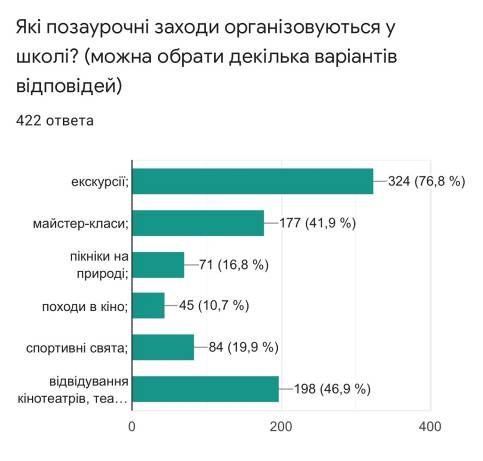 Які позаурочні заходи організовуються у
школі? (можна обрати декілька варіантів
відповідей)
422 ответа
екскурсії;
324 (76,8 %)
майстер-класи;
177 (41,9 %)
пікніки на
природі;
71 (16,8 %)
походи в кіно;
45 (10,7 %)
спортивні свята;
84 (19,9 %)
відвідування
кінотеатрів, теа…
198 (46,9 %)
0
200
400